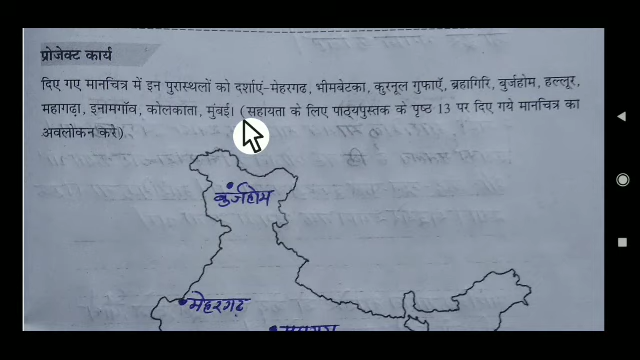 प्रोजेक्ट कार्य
दिए गए मानचित्र में इन पुरास्थलों को दर्शाएँ-मेहरगढ, भीमबेटका, कुरनूल गुफाएँ, ब्रहागिरि, बुर्जहोम, हल्लूर,
महागढ़ा, इनामगाँव, कोलकाता, मुंबई। (सहायता के लिए पाठ्यपुस्तक के पृष्ठ 13 पर दिए गये मानचित्र का
अवलोकन करें)
बुर्जहोम
मेहरगढ़